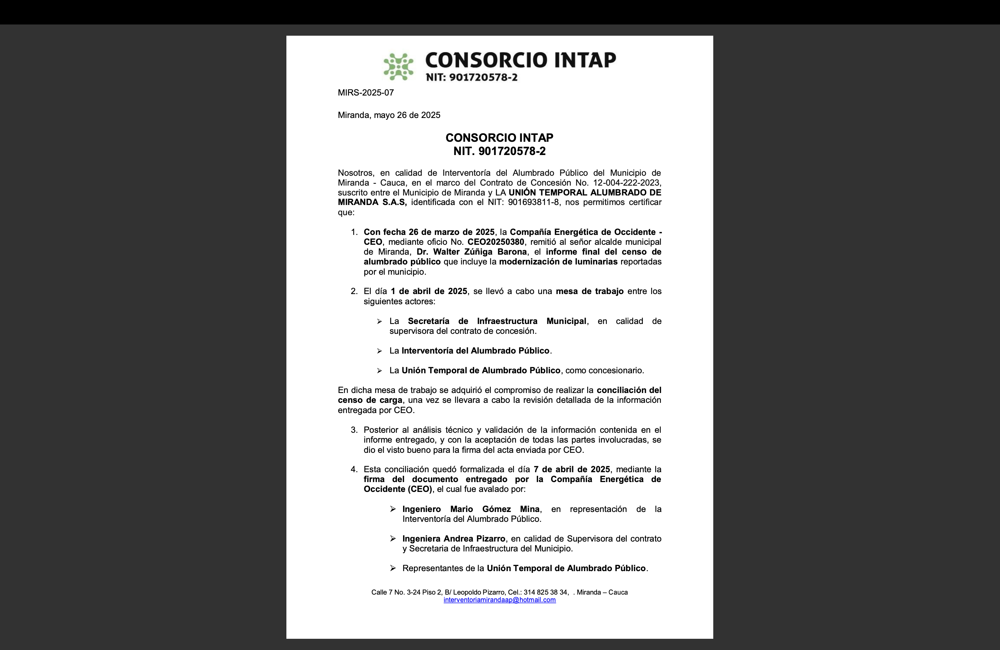 CONSORCIO INTAP
NIT: 901720578-2
MIRS-2025-07
Miranda, mayo 26 de 2025
CONSORCIO INTAP
NIT. 901720578-2
Nosotros, en calidad de Interventoría del Alumbrado Público del Municipio de
Miranda - Cauca, en el marco del Contrato de Concesión No. 12-004-222-2023,
suscrito entre el Municipio de Miranda y LA UNIÓN TEMPORAL ALUMBRADO DE
MIRANDA S.A.S, identificada con el NIT: 901693811-8, nos permitimos certificar
que:
1. Con fecha 26 de marzo de 2025, la Compañía Energética de Occidente -
CEO, mediante oficio No. CEO20250380, remitió al señor alcalde municipal
de Miranda, Dr. Walter Zúñiga Barona, el informe final del censo de
alumbrado público que incluye la modernización de luminarias reportadas
por el municipio.
2. El día 1 de abril de 2025, se llevó a cabo una mesa de trabajo entre los
siguientes actores:
➢ La Secretaría de Infraestructura Municipal, en calidad de
supervisora del contrato de concesión.
➢ La Interventoría del Alumbrado Público.
➢ La Unión Temporal de Alumbrado Público, como concesionario.
En dicha mesa de trabajo se adquirió el compromiso de realizar la conciliación del
censo de carga, una vez se llevara a cabo la revisión detallada de la información
entregada por CEO.
3. Posterior al análisis técnico y validación de la información contenida en el
informe entregado, y con la aceptación de todas las partes involucradas, se
dio el visto bueno para la firma del acta enviada por CEO.
4. Esta conciliación quedó formalizada el día 7 de abril de 2025, mediante la
firma del documento entregado por la Compañía Energética de
Occidente (CEO), el cual fue avalado por:
➢ Ingeniero Mario Gómez Mina, en representación de la
Interventoría del Alumbrado Público.
➢ Ingeniera Andrea Pizarro, en calidad de Supervisora del contrato
y Secretaria de Infraestructura del Municipio.
➢ Representantes de la Unión Temporal de Alumbrado Público.
Calle 7 No. 3-24 Piso 2, B/ Leopoldo Pizarro, Cel.: 314 825 38 34,  . Miranda – Cauca
interventoriamirandaap@hotmail.com